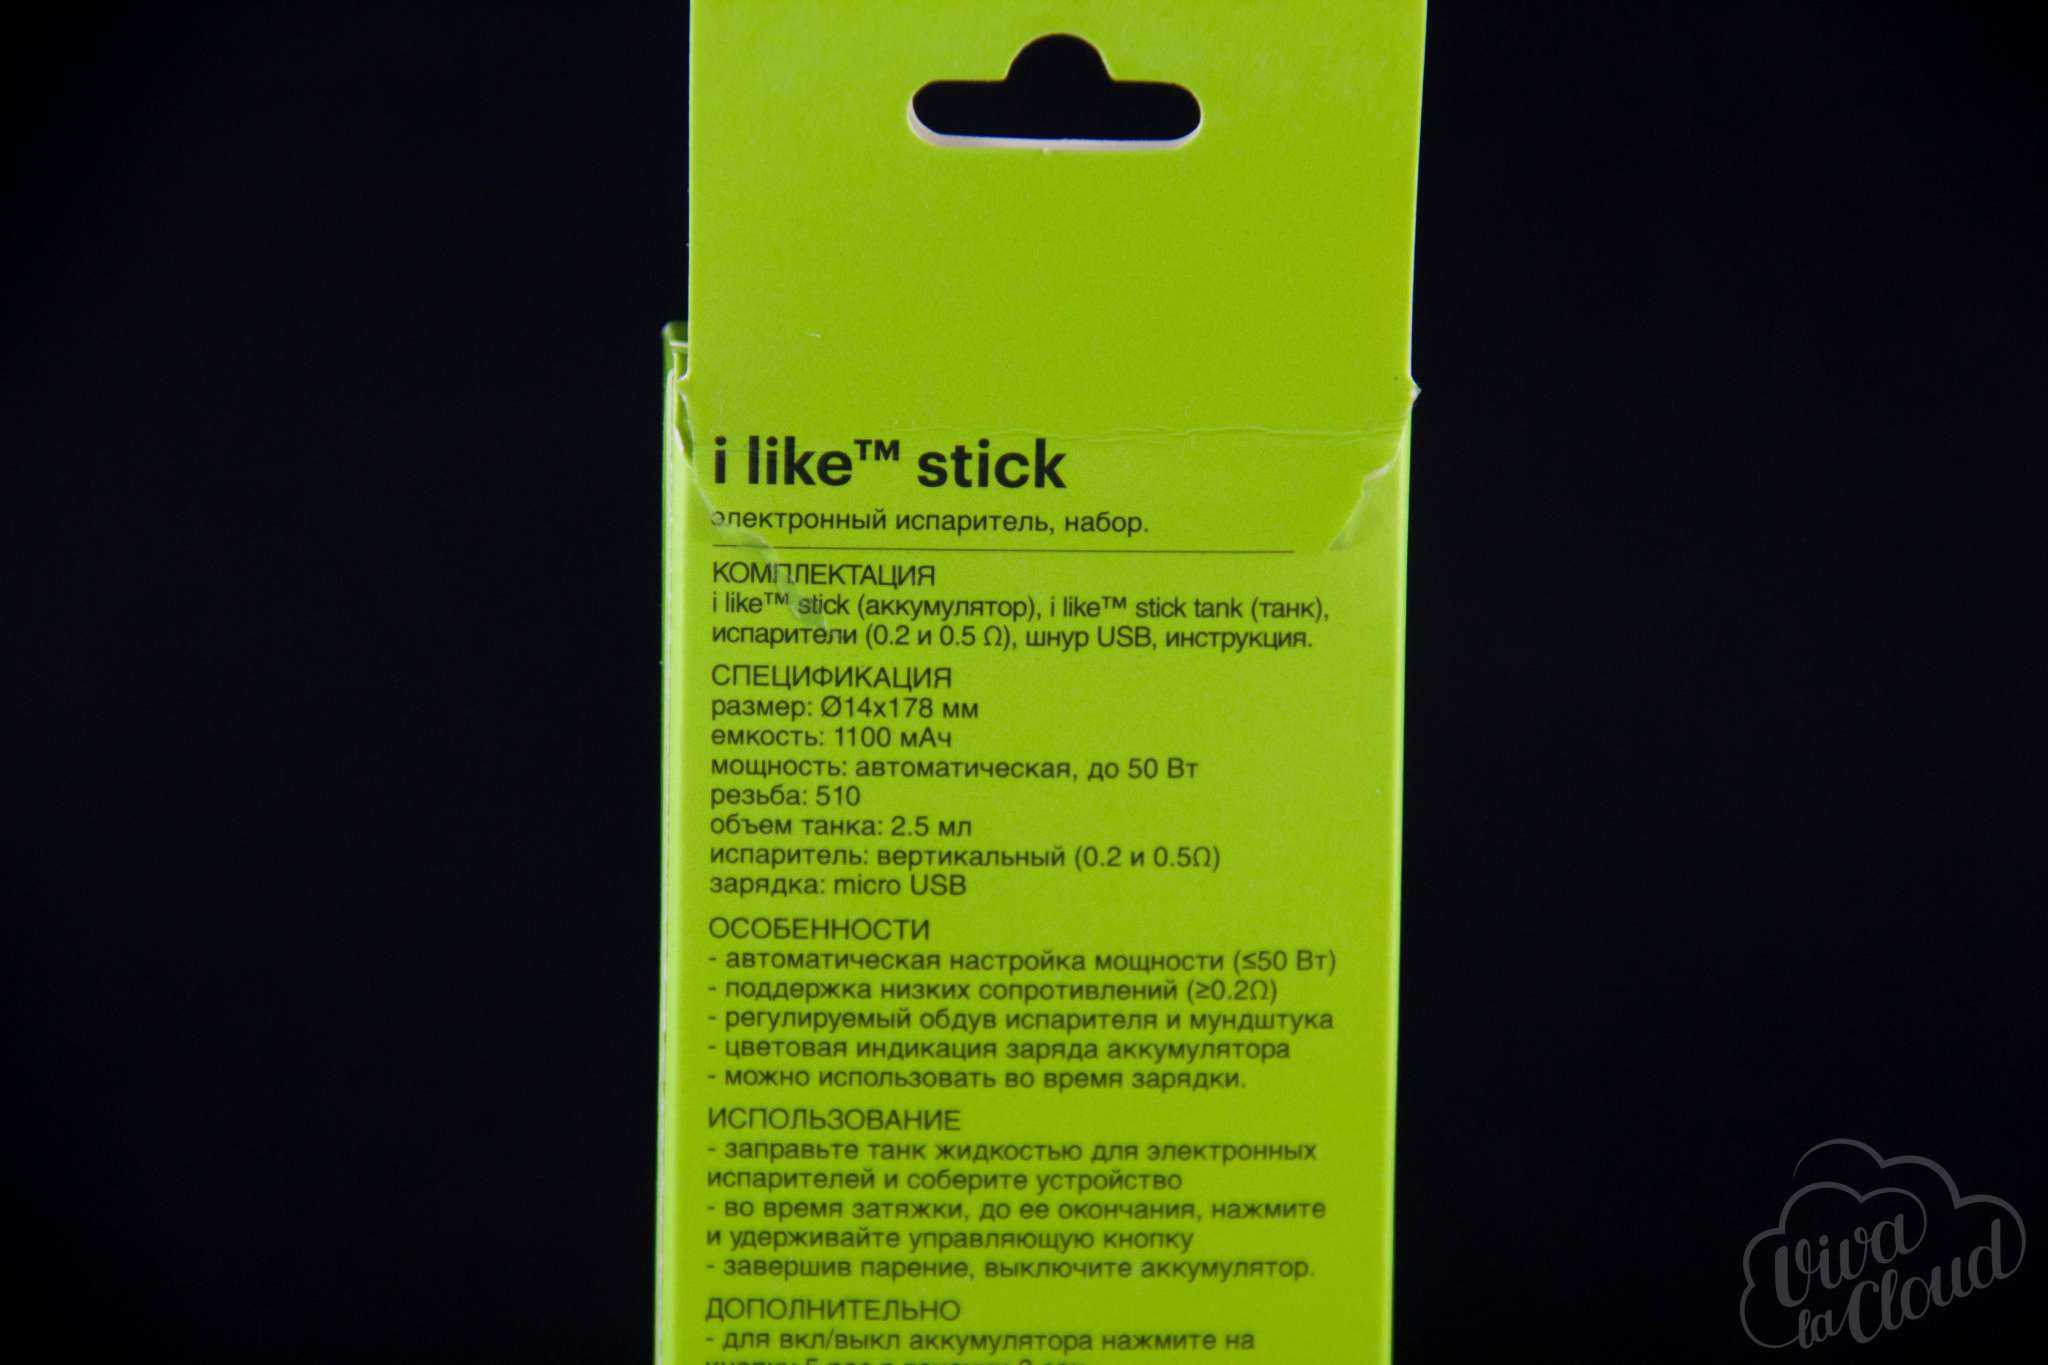 i like™ stick
электронный испаритель, набор.
КОМПЛЕКТАЦИЯ
i like™ stick (аккумулятор), i like™ stick tank (танк),
испарители (0.2 и 0.5 Ω), шнур USB, инструкция.
СПЕЦИФИКАЦИЯ
размер: Ø14x178 мм
емкость: 1100 мАч
мощность: автоматическая, до 50 Вт
резьба: 510
объем танка: 2.5 мл
испаритель: вертикальный (0.2 и 0.5Ω)
зарядка: micro USB
ОСОБЕННОСТИ
- автоматическая настройка мощности (≤50 Вт)
- поддержка низких сопротивлений (≥0.2Ω)
- регулируемый обдув испарителя и мундштука
- цветовая индикация заряда аккумулятора
- можно использовать во время зарядки.
ИСПОЛЬЗОВАНИЕ
- заправьте танк жидкостью для электронных
испарителей и соберите устройство
- во время затяжки, до ее окончания, нажмите
и удерживайте управляющую кнопку
- завершив парение, выключите аккумулятор.
ДОПОЛНИТЕЛЬНО
- для вкл/выкл аккумулятора нажмите на
Viva
la Cloud